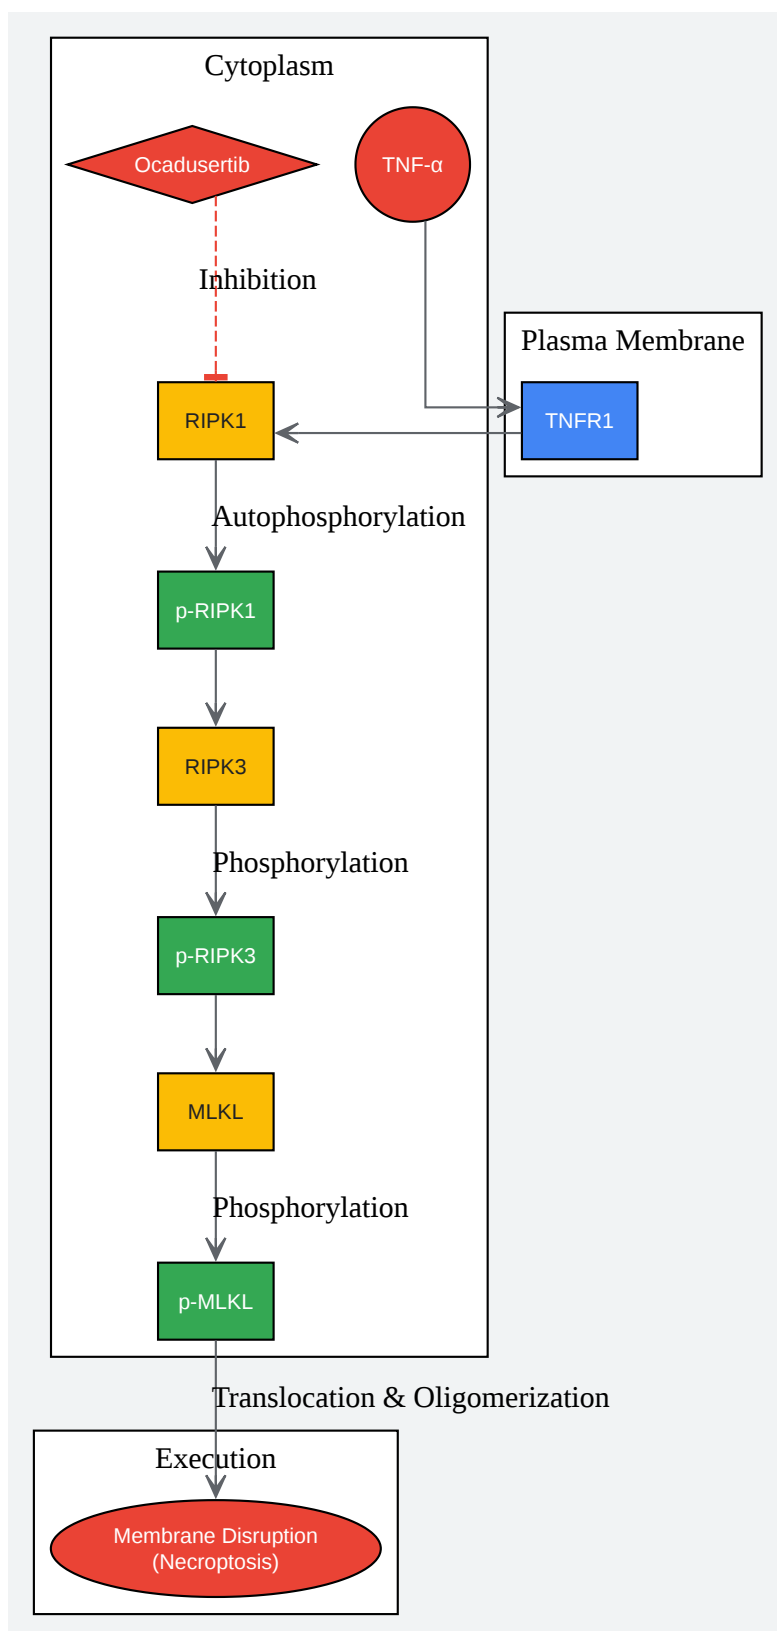 Cytoplasm
Ocadusertib
TNF-α
Inhibition
Plasma Membrane
RIPK1
TNFR1
Autophosphorylation
p-RIPK1
RIPK3
Phosphorylation
p-RIPK3
MLKL
Phosphorylation
p-MLKL
Translocation & Oligomerization
Execution
Membrane Disruption
(Necroptosis)